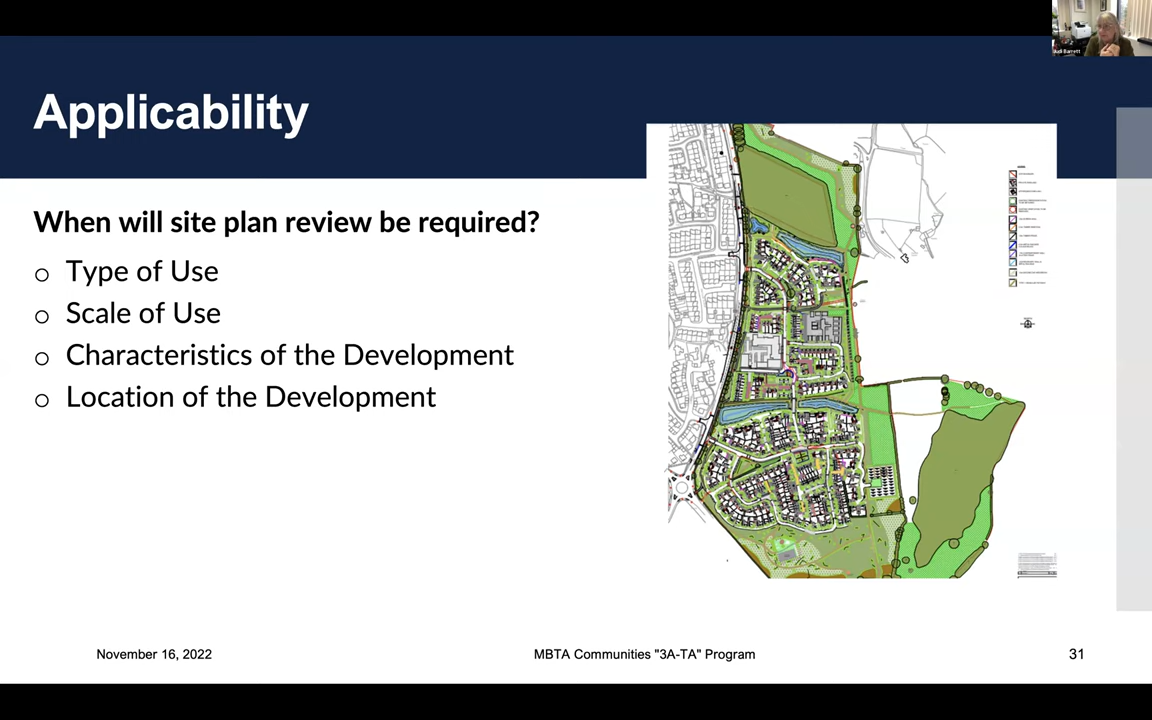 Applicability
When will site plan review be required?
o Type of Use
o Scale of Use
o Characteristics of the Development
o Location of the Development
November 16, 2022
MBTA Communities "3A-TA" Program
31
Barrett